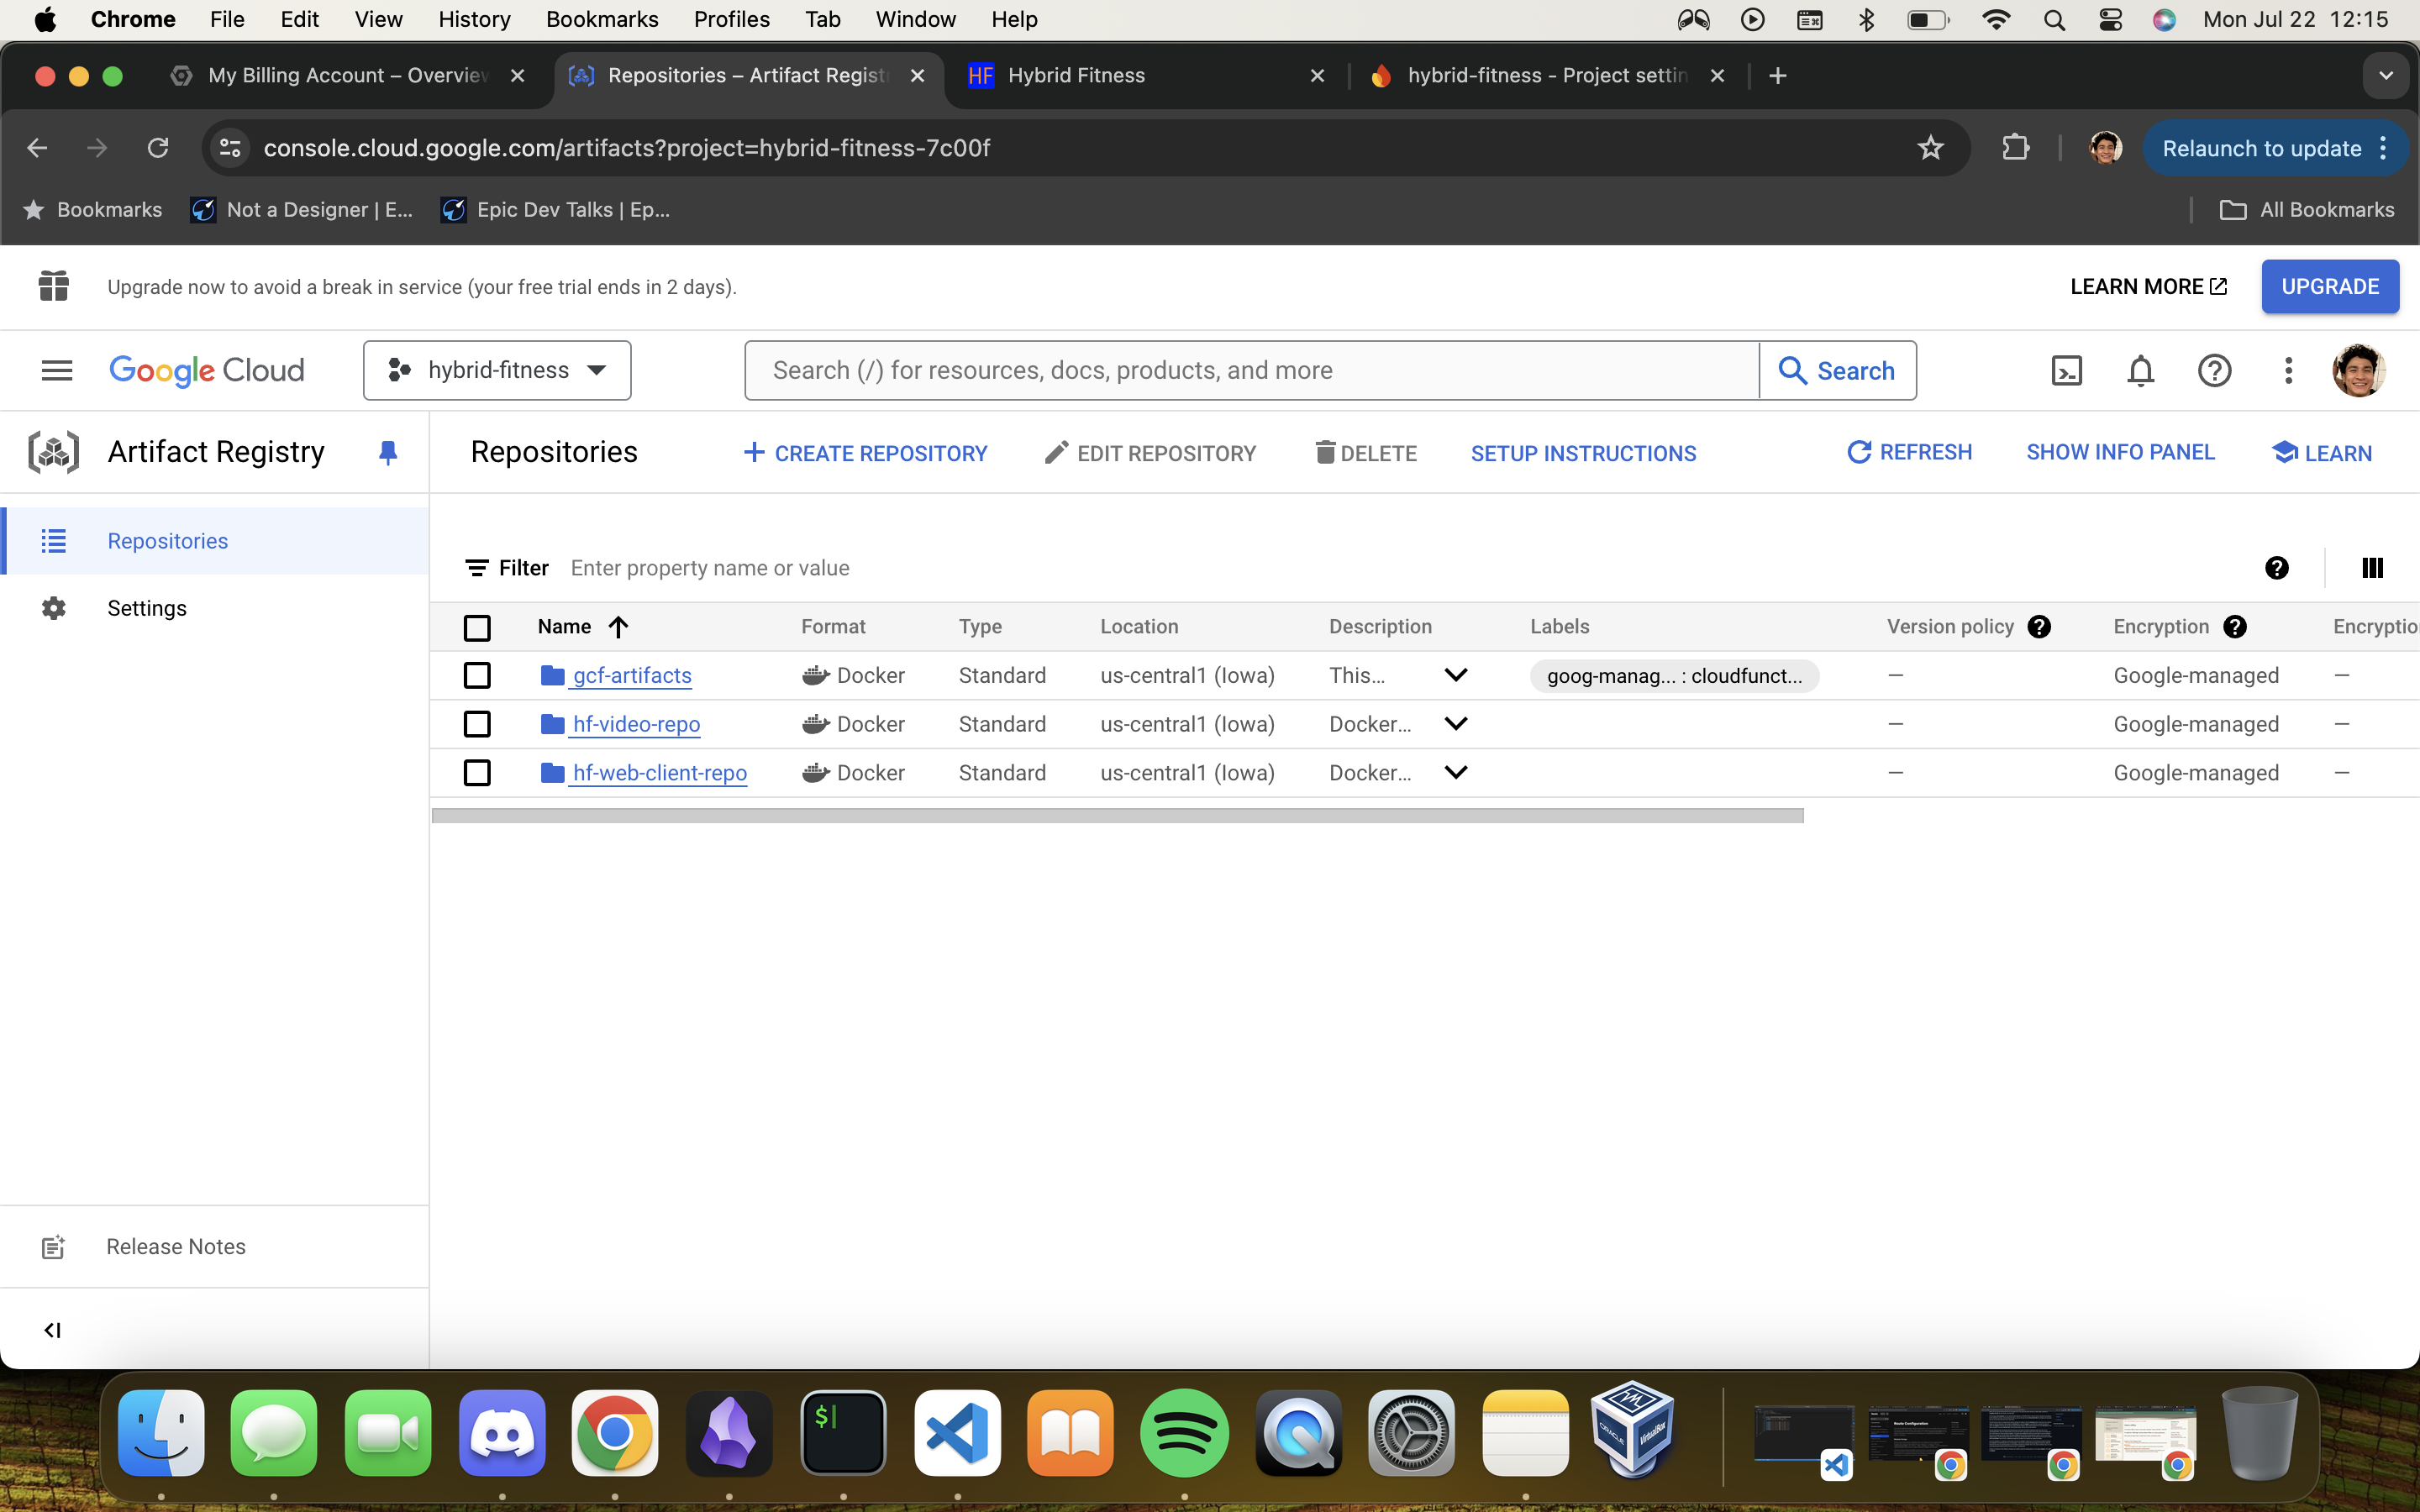 Chrome File Edit View History Bookmarks Profiles Tab Window Help Mon Jul 22 12:15
My Billing Account – Overview Repositories – Artifact Regist HF Hybrid Fitness hybrid-fitness - Project settin
console.cloud.google.com/artifacts?project=hybrid-fitness-7c00f Relaunch to update
Bookmarks Not a Designer | E... Epic Dev Talks | Ep... All Bookmarks
Upgrade now to avoid a break in service (your free trial ends in 2 days). LEARN MORE UPGRADE
Google Cloud hybrid-fitness Search (/) for resources, docs, products, and more Search
Artifact Registry Repositories CREATE REPOSITORY EDIT REPOSITORY DELETE SETUP INSTRUCTIONS REFRESH SHOW INFO PANEL LEARN
Repositories
Settings
Filter Enter property name or value
Name Format Type Location Description Labels Version policy Encryption Encryptio
gcf-artifacts Docker Standard us-central1 (Iowa) This... goog-manag... : cloudfunct... — Google-managed —
hf-video-repo Docker Standard us-central1 (Iowa) Docker... — Google-managed —
hf-web-client-repo Docker Standard us-central1 (Iowa) Docker... — Google-managed —
Release Notes